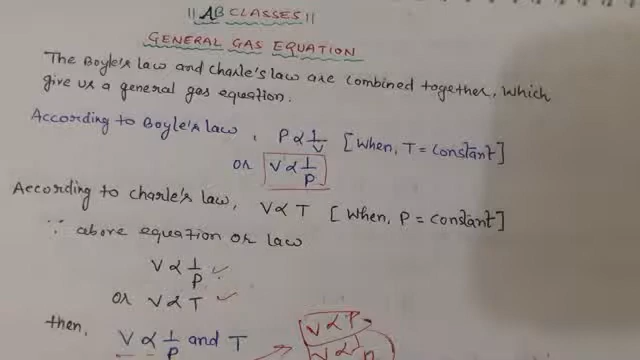 || AB CLASSES ||
GENERAL GAS EQUATION
The Boyle's law and charle's law are combined together, which
give us a general gas equation.
According to Boyle's law, P ∝ 1/V [When, T = constant]
or V ∝ 1/P
According to charle's law, V ∝ T [When, P = constant]
∵ above equation or law
V ∝ 1/P ✓
or V ∝ T ✓
then, V ∝ 1/P and T
V ∝ P
V ∝ 1/n